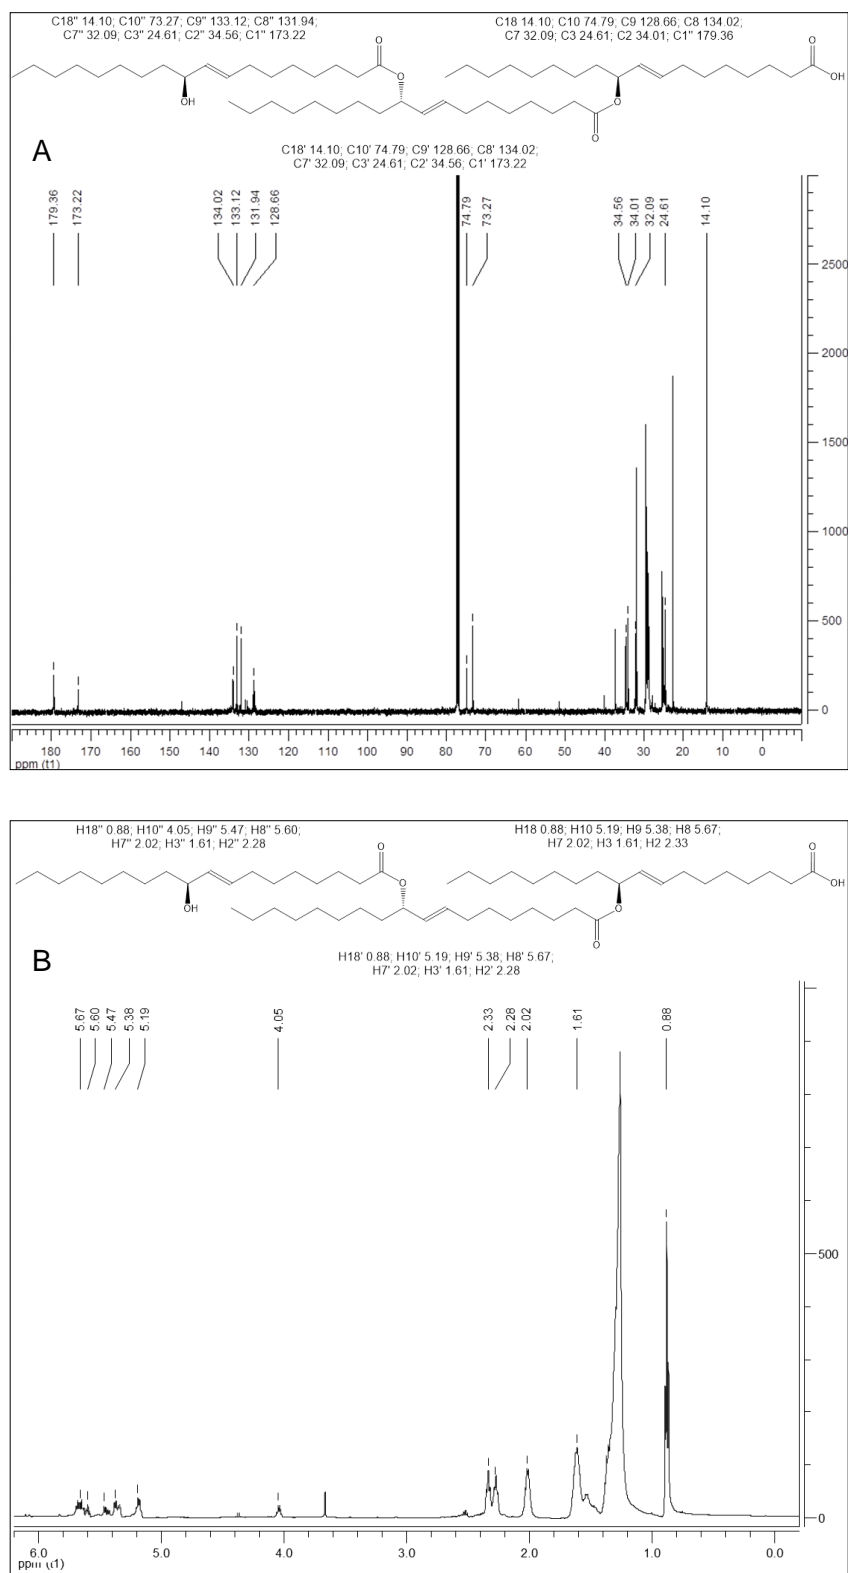 C18" 14.10; C10" 73.27; C9" 133.12; C8" 131.94;
C7" 32.09; C3" 24.61; C2" 34.56; C1" 173.22
C18 14.10; C10 74.79; C9 128.66; C8 134.02;
C7 32.09; C3 24.61; C2 34.01; C1" 179.36
O
O
O
OH
OH
O
O
A
C18' 14.10; C10' 74.79; C9' 128.66; C8' 134.02;
C7' 32.09; C3' 24.61; C2' 34.56; C1' 173.22
179.36
173.22
134.02
133.12
131.94
128.66
74.79
73.27
34.56
34.01
32.09
24.61
14.10
2500
2000
1500
1000
500
0
180 170 160 150 140 130 120 110 100 90 80 70 60 50 40 30 20 10 0
ppm (t1)
H18" 0.88; H10" 4.05; H9" 5.47; H8" 5.60;
H7" 2.02; H3" 1.61; H2" 2.28
H18 0.88; H10 5.19; H9 5.38; H8 5.67;
H7 2.02; H3 1.61; H2 2.33
O
O
O
OH
OH
O
O
B
H18' 0.88; H10' 5.19; H9' 5.38; H8' 5.67;
H7' 2.02; H3' 1.61; H2' 2.28
5.67
5.60
5.47
5.38
5.19
4.05
2.33
2.28
2.02
1.61
0.88
500
0
6.0 5.0 4.0 3.0 2.0 1.0 0.0
ppm (t1)